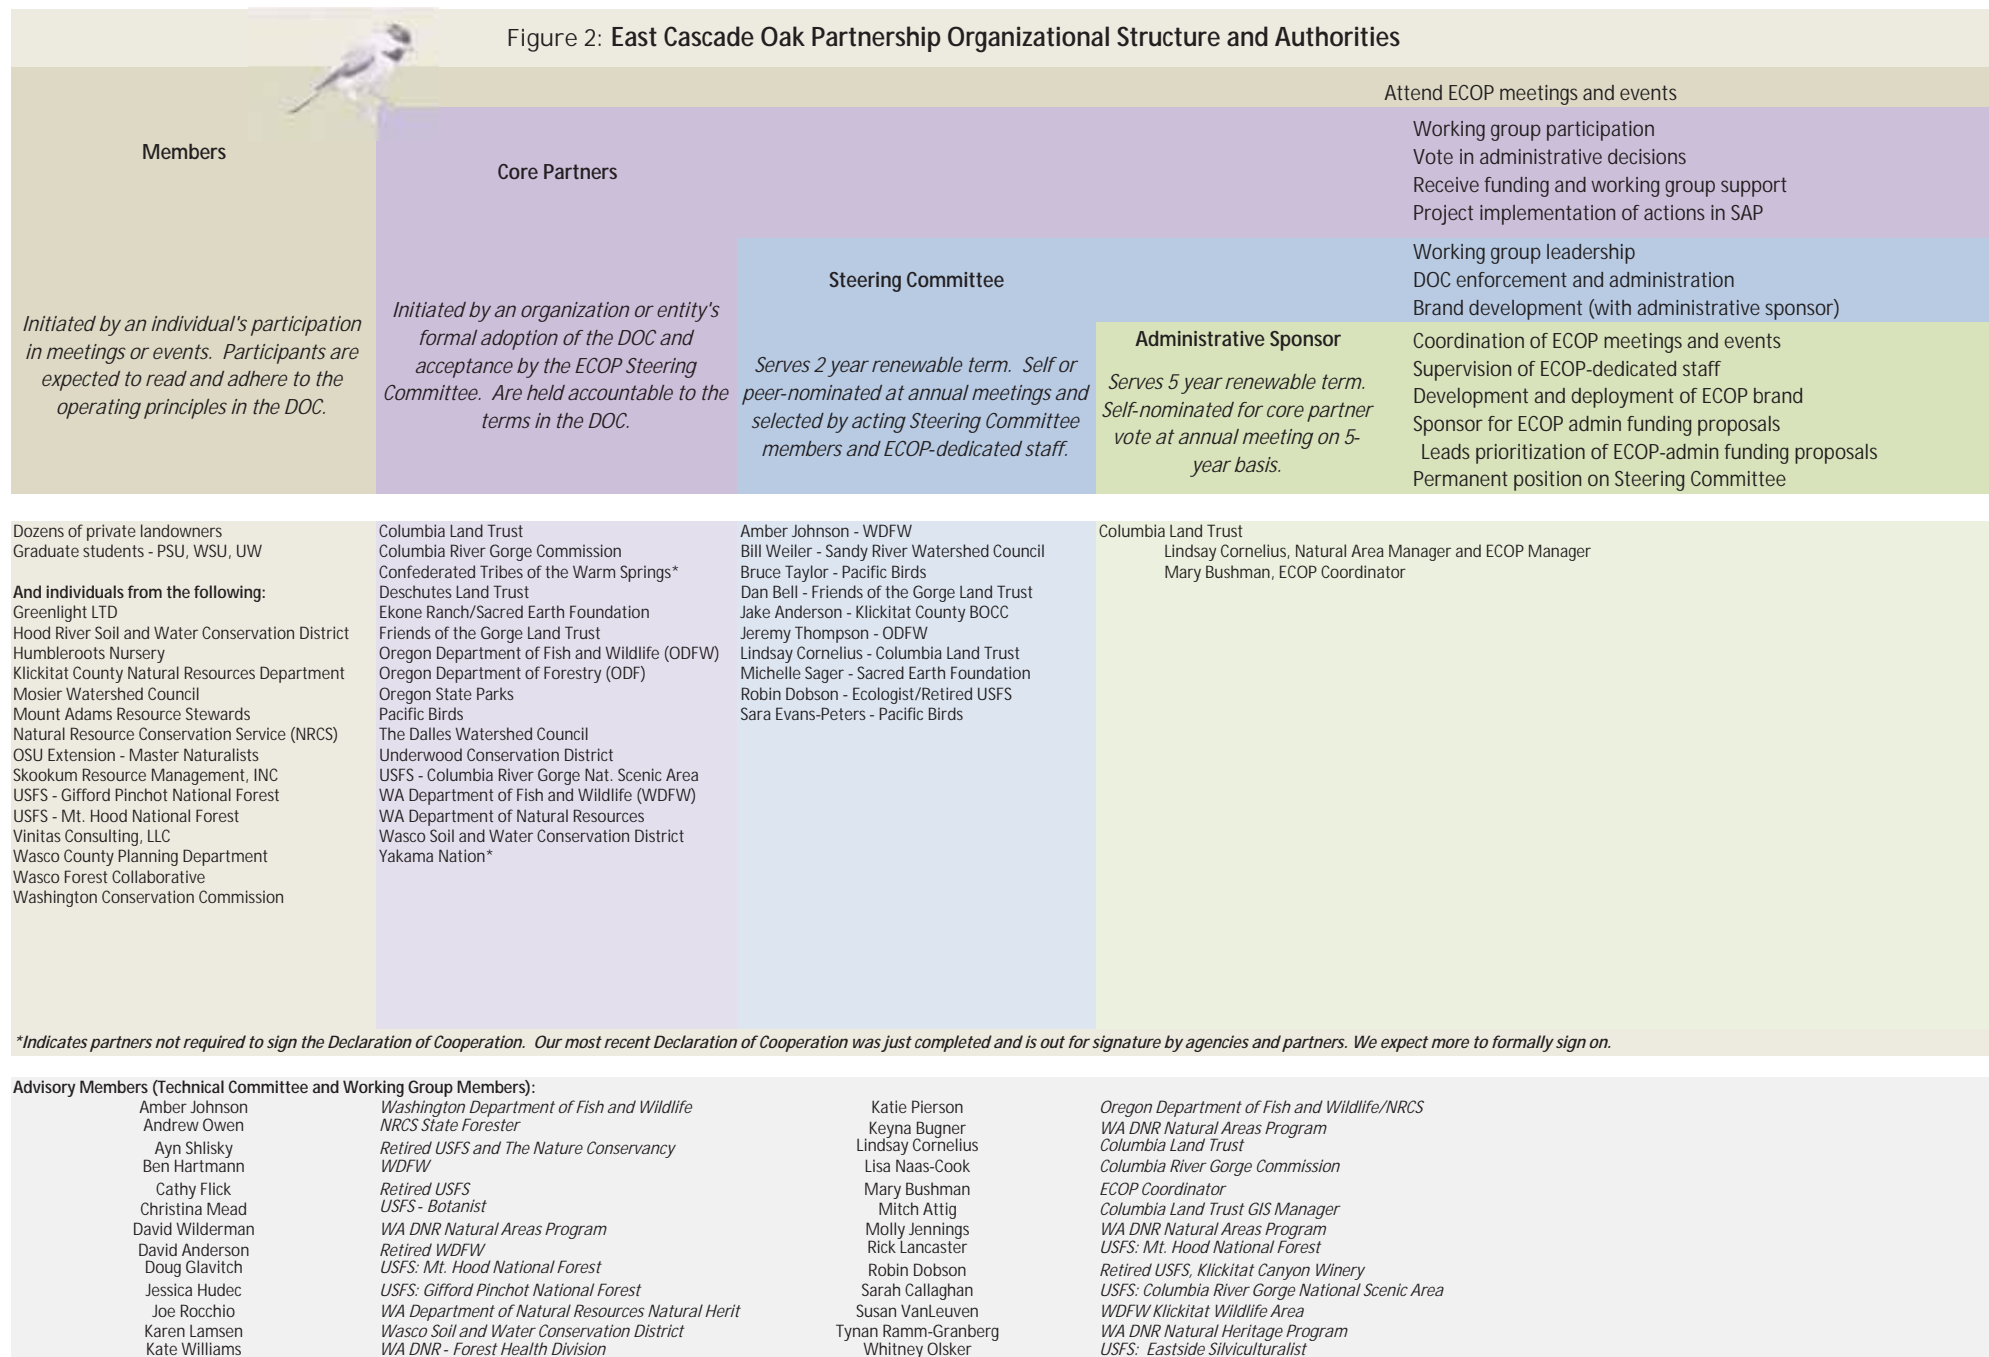 Figure 2: East Cascade Oak Partnership Organizational Structure and Authorities
Attend ECOP meetings and events
Members
Core Partners
Working group participation
Vote in administrative decisions
Receive funding and working group support
Project implementation of actions in SAP
Steering Committee
Working group leadership
DOC enforcement and administration
Brand development (with administrative sponsor)
Initiated by an individual's participation
in meetings or events. Participants are
expected to read and adhere to the
operating principles in the DOC.
Initiated by an organization or entity's
formal adoption of the DOC and
acceptance by the ECOP Steering
Committee. Are held accountable to the
terms in the DOC.
Serves 2 year renewable term. Self or
peer-nominated at annual meetings and
selected by acting Steering Committee
members and ECOP-dedicated staff.
Administrative Sponsor
Serves 5 year renewable term.
Self-nominated for core partner
vote at annual meeting on 5-
year basis.
Coordination of ECOP meetings and events
Supervision of ECOP-dedicated staff
Development and deployment of ECOP brand
Sponsor for ECOP admin funding proposals
Leads prioritization of ECOP-admin funding proposals
Permanent position on Steering Committee
Dozens of private landowners
Graduate students - PSU, WSU, UW
And individuals from the following:
Greenlight LTD
Hood River Soil and Water Conservation District
Humbleroots Nursery
Klickitat County Natural Resources Department
Mosier Watershed Council
Mount Adams Resource Stewards
Natural Resource Conservation Service (NRCS)
OSU Extension - Master Naturalists
Skookum Resource Management, INC
USFS - Gifford Pinchot National Forest
USFS - Mt. Hood National Forest
Vinitas Consulting, LLC
Wasco County Planning Department
Wasco Forest Collaborative
Washington Conservation Commission
Columbia Land Trust
Columbia River Gorge Commission
Confederated Tribes of the Warm Springs*
Deschutes Land Trust
Ekone Ranch/Sacred Earth Foundation
Friends of the Gorge Land Trust
Oregon Department of Fish and Wildlife (ODFW)
Oregon Department of Forestry (ODF)
Oregon State Parks
Pacific Birds
The Dalles Watershed Council
Underwood Conservation District
USFS - Columbia River Gorge Nat. Scenic Area
WA Department of Fish and Wildlife (WDFW)
WA Department of Natural Resources
Wasco Soil and Water Conservation District
Yakama Nation*
Amber Johnson - WDFW
Bill Weiler - Sandy River Watershed Council
Bruce Taylor - Pacific Birds
Dan Bell - Friends of the Gorge Land Trust
Jake Anderson - Klickitat County BOCC
Jeremy Thompson - ODFW
Lindsay Cornelius - Columbia Land Trust
Michelle Sager - Sacred Earth Foundation
Robin Dobson - Ecologist/Retired USFS
Sara Evans-Peters - Pacific Birds
Columbia Land Trust
Lindsay Cornelius, Natural Area Manager and ECOP Manager
Mary Bushman, ECOP Coordinator
*Indicates partners not required to sign the Declaration of Cooperation. Our most recent Declaration of Cooperation was just completed and is out for signature by agencies and partners. We expect more to formally sign on.
Advisory Members (Technical Committee and Working Group Members):
Amber Johnson Washington Department of Fish and Wildlife
Andrew Owen NRCS State Forester
Ayn Shlisky Retired USFS and The Nature Conservancy
Ben Hartmann WDFW
Cathy Flick Retired USFS
Christina Mead USFS - Botanist
David Wilderman WA DNR Natural Areas Program
David Anderson Retired WDFW
Doug Glavitch USFS: Mt. Hood National Forest
Jessica Hudec USFS: Gifford Pinchot National Forest
Joe Rocchio WA Department of Natural Resources Natural Herit
Karen Lamsen Wasco Soil and Water Conservation District
Kate Williams WA DNR - Forest Health Division
Katie Pierson Oregon Department of Fish and Wildlife/NRCS
Keyna Bugner WA DNR Natural Areas Program
Lindsay Cornelius Columbia Land Trust
Lisa Naas-Cook Columbia River Gorge Commission
Mary Bushman ECOP Coordinator
Mitch Attig Columbia Land Trust GIS Manager
Molly Jennings WA DNR Natural Areas Program
Rick Lancaster USFS: Mt. Hood National Forest
Robin Dobson Retired USFS, Klickitat Canyon Winery
Sarah Callaghan USFS: Columbia River Gorge National Scenic Area
Susan VanLeuven WDFW Klickitat Wildlife Area
Tynan Ramm-Granberg WA DNR Natural Heritage Program
Whitney Olsker USFS: Eastside Silviculturalist